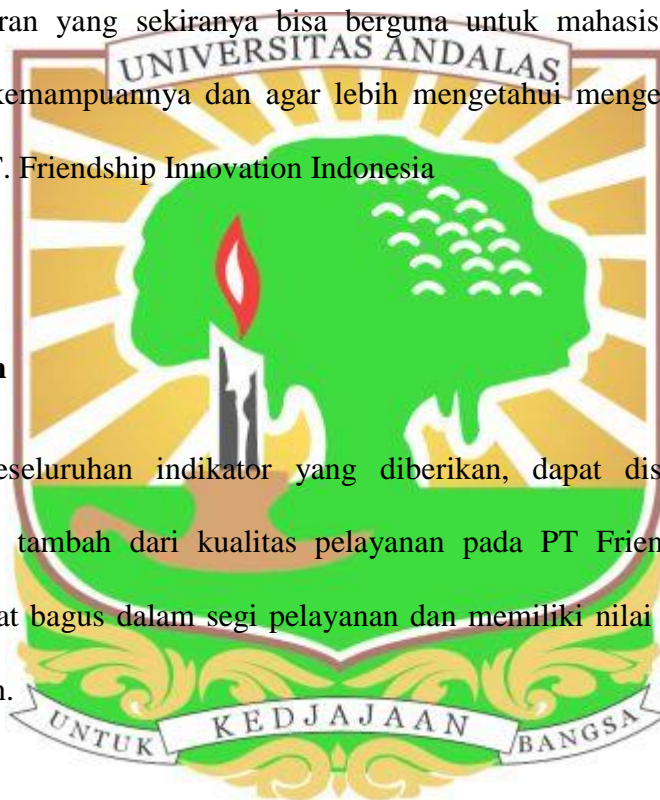 ran yang sekiranya bisa berguna untuk mahasis
UNIVERSITAS ANDALAS
kemampuannya dan agar lebih mengetahui menge
T. Friendship Innovation Indonesia
n
eseluruhan indikator yang diberikan, dapat dis
tambah dari kualitas pelayanan pada PT Frien
at bagus dalam segi pelayanan dan memiliki nilai
n.
UNTUK KEDJAJAAN BANGSA